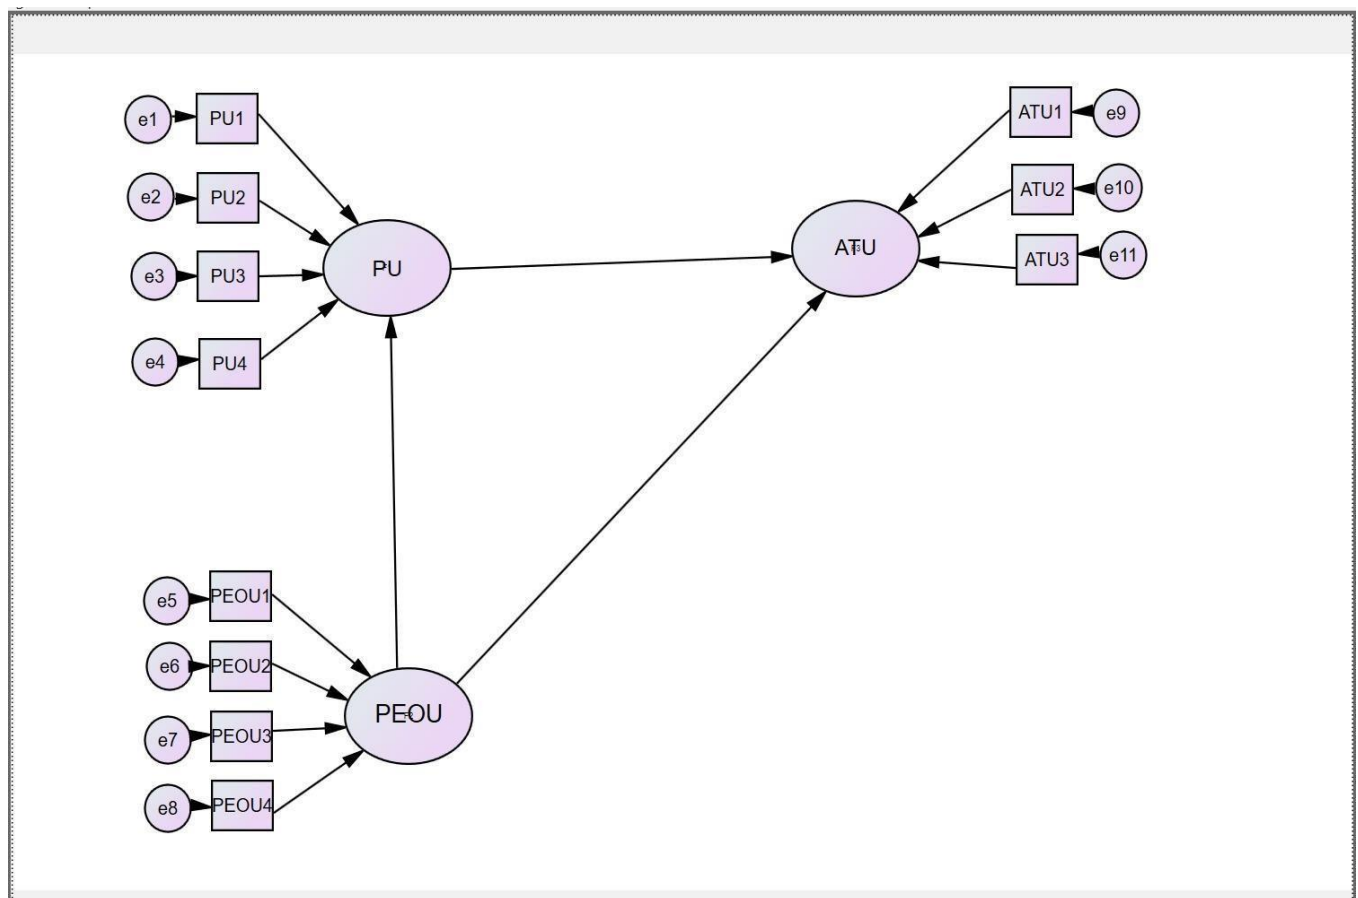 e1 PU1
e2 PU2
e3 PU3
e4 PU4
PU
ATU
ATU1 e9
ATU2 e10
ATU3 e11
e5 PEOU1
e6 PEOU2
e7 PEOU3
e8 PEOU4
PEOU